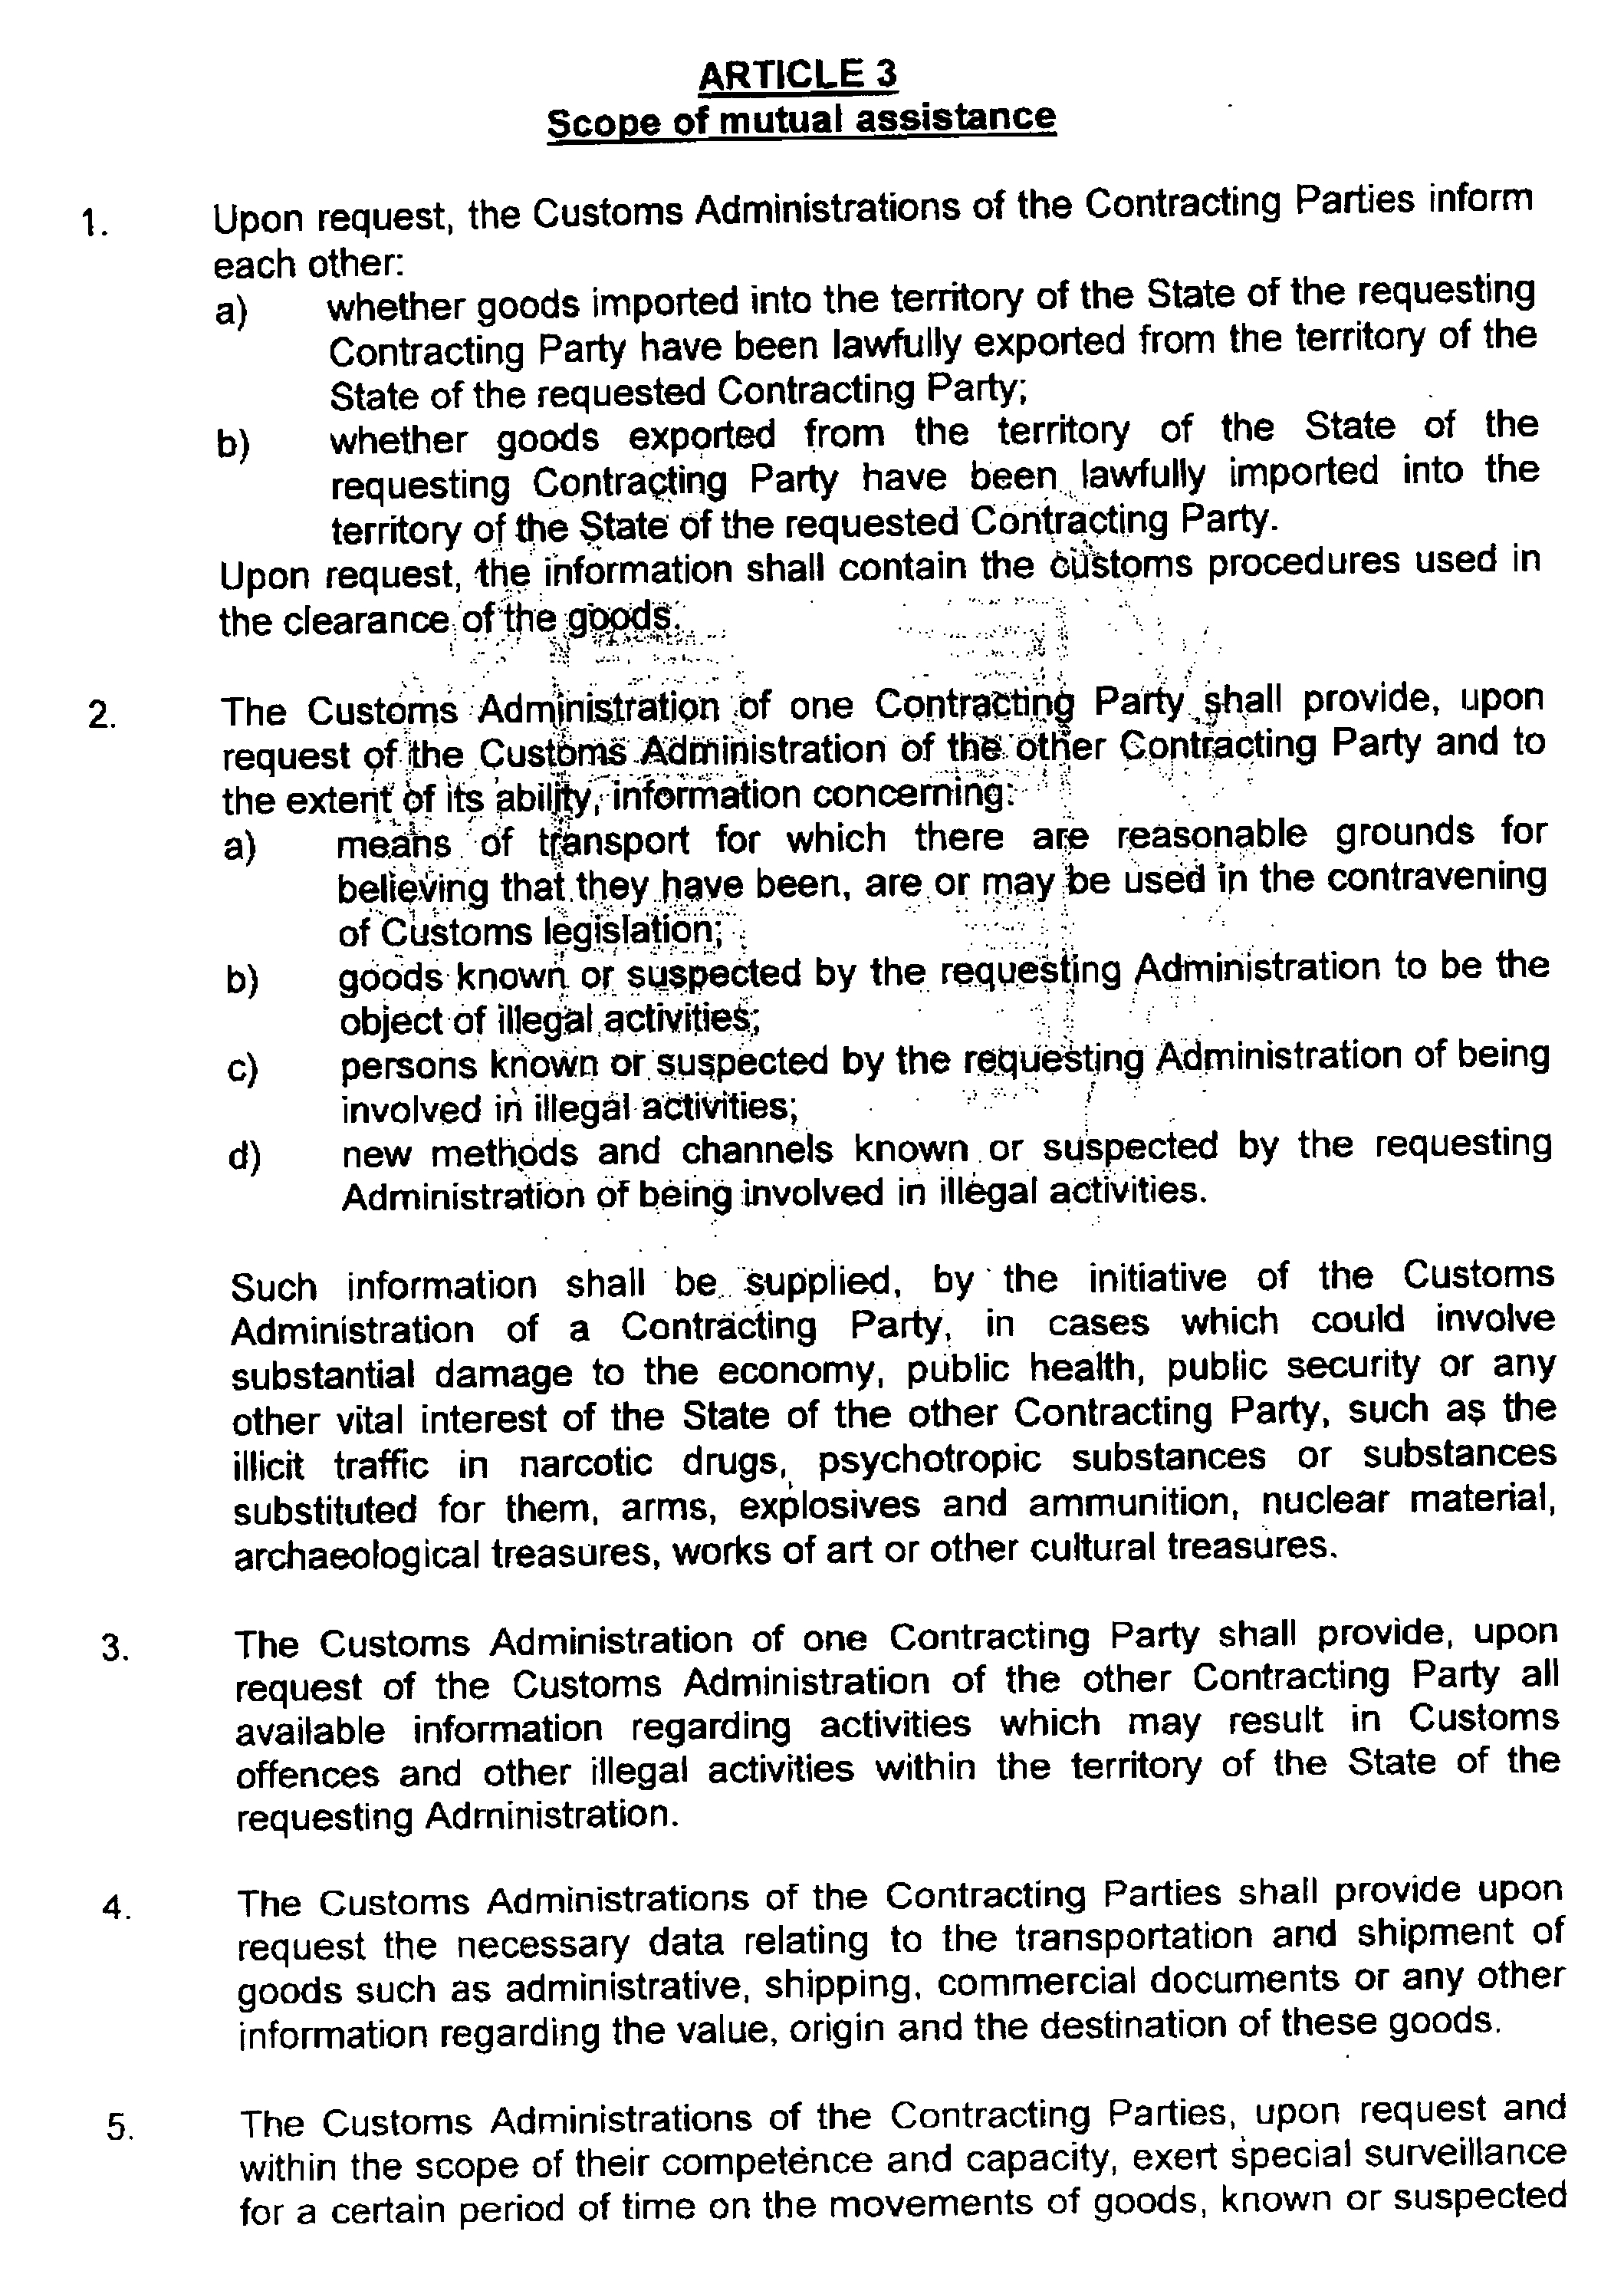 ARTICLE 3
Scope of mutual assistance
1. Upon request, the Customs Administrations of the Contracting Parties inform
each other:
a) whether goods imported into the territory of the State of the requesting
Contracting Party have been lawfully exported from the territory of the
State of the requested Contracting Party;
b) whether goods exported from the territory of the State of the
requesting Contracting Party have been lawfully imported into the
territory of the State of the requested Contracting Party.
Upon request, the information shall contain the customs procedures used in
the clearance of the goods.
2. The Customs Administration of one Contracting Party shall provide, upon
request of the Customs Administration of the other Contracting Party and to
the extent of its ability, information concerning:
a) means of transport for which there are reasonable grounds for
believing that they have been, are or may be used in the contravening
of Customs legislation;
b) goods known or suspected by the requesting Administration to be the
object of illegal activities;
c) persons known or suspected by the requesting Administration of being
involved in illegal activities;
d) new methods and channels known or suspected by the requesting
Administration of being involved in illegal activities.
Such information shall be supplied, by the initiative of the Customs
Administration of a Contracting Party, in cases which could involve
substantial damage to the economy, public health, public security or any
other vital interest of the State of the other Contracting Party, such as the
illicit traffic in narcotic drugs, psychotropic substances or substances
substituted for them, arms, explosives and ammunition, nuclear material,
archaeological treasures, works of art or other cultural treasures.
3. The Customs Administration of one Contracting Party shall provide, upon
request of the Customs Administration of the other Contracting Party all
available information regarding activities which may result in Customs
offences and other illegal activities within the territory of the State of the
requesting Administration.
4. The Customs Administrations of the Contracting Parties shall provide upon
request the necessary data relating to the transportation and shipment of
goods such as administrative, shipping, commercial documents or any other
information regarding the value, origin and the destination of these goods.
5. The Customs Administrations of the Contracting Parties, upon request and
within the scope of their competence and capacity, exert special surveillance
for a certain period of time on the movements of goods, known or suspected